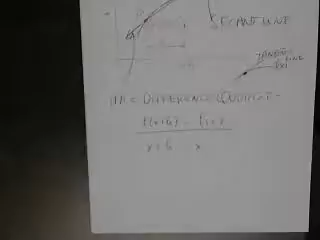 SECANT LINE
TANGENT
LINE
f(x)
M = DIFFERENCE QUOTIENT =
f(x+h) - f(x)
x+h x